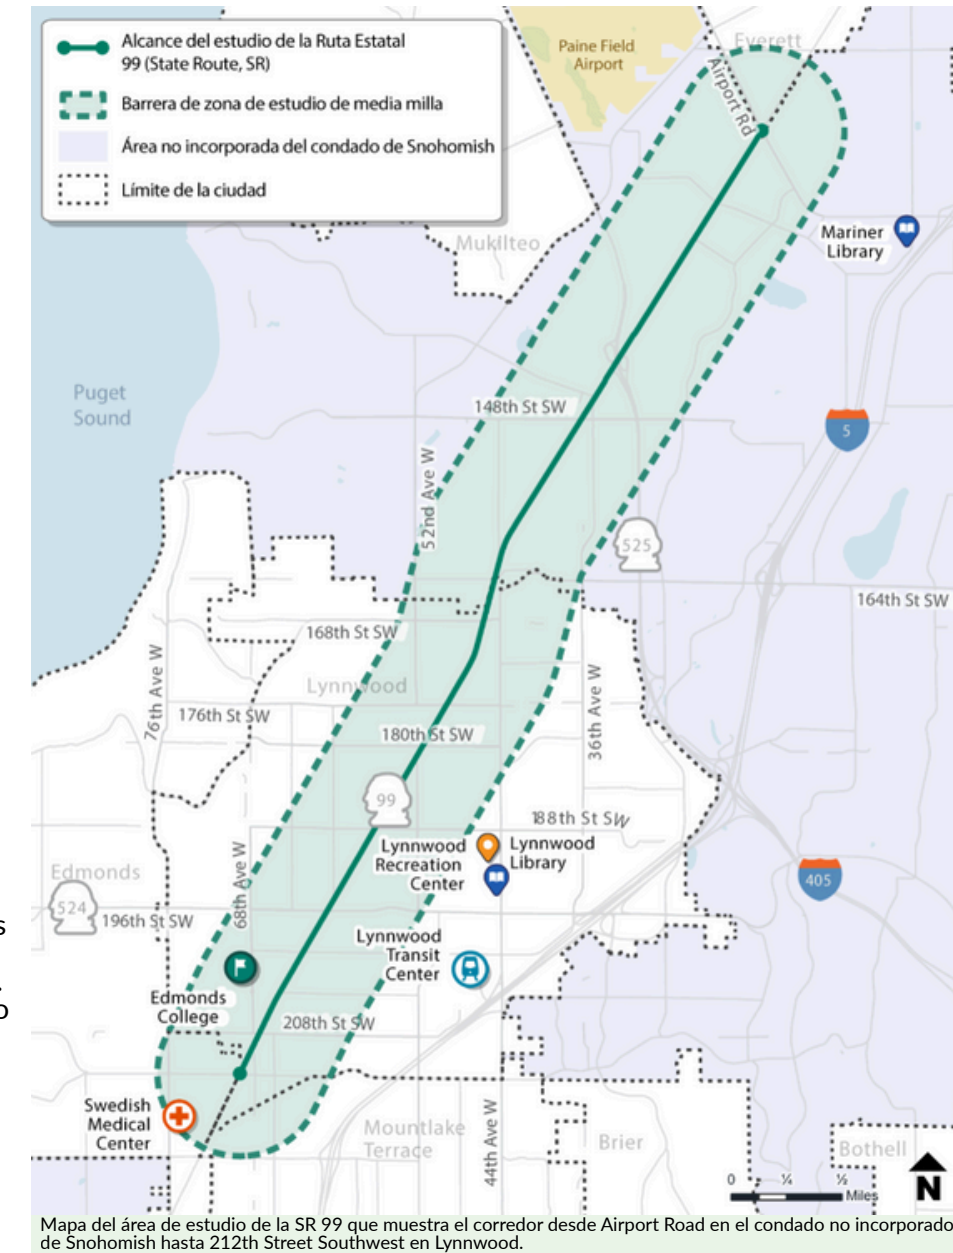 Alcance del estudio de la Ruta Estatal
99 (State Route, SR)
Barrera de zona de estudio de media milla
Área no incorporada del condado de Snohomish
Límite de la ciudad
Paine Field
Airport
Everett
Airport Rd
Mukilteo
Mariner
Library
Puget
Sound
148th St SW
5
52nd Ave W
525
164th St SW
168th St SW
Lynnwood
76th Ave W
176th St SW
36th Ave W
180th St SW
99
188th St SW
Lynnwood
Recreation
Center
Lynnwood
Library
Edmonds
524
196th St SW
68th Ave W
405
Lynnwood
Transit
Center
Edmonds
College
208th St SW
Swedish
Medical
Center
Mountlake
Terrace
44th Ave W
Brier
Bothell
0 ¼ ½
Miles
N
s
.
o
Mapa del área de estudio de la SR 99 que muestra el corredor desde Airport Road en el condado no incorporado
de Snohomish hasta 212th Street Southwest en Lynnwood.